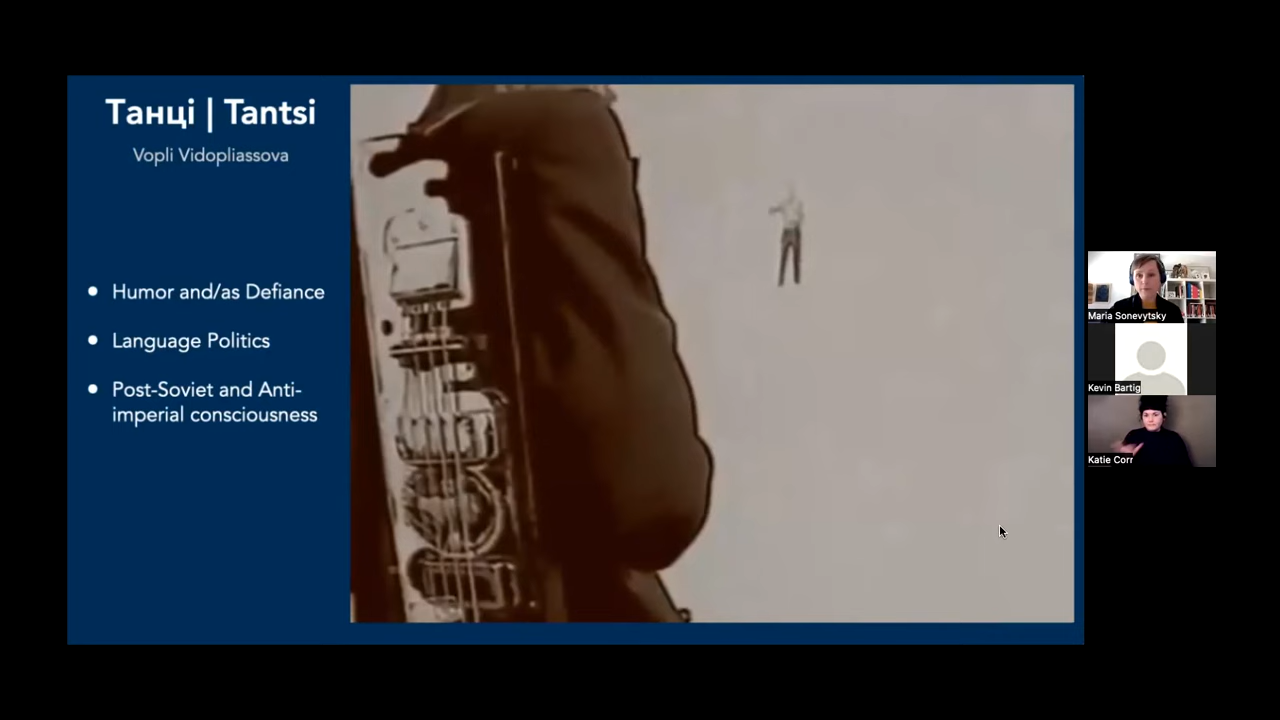 Танці | Tantsi
Vopli Vidopliassova
Humor and/as Defiance
Language Politics
Post-Soviet and Anti-
imperial consciousness
Maria Sonevytsky
Kevin Bartig
Katie Corr